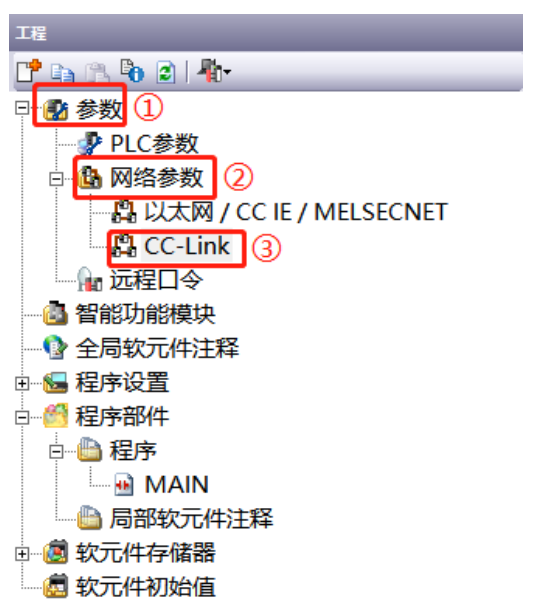 工程
参数 ①
PLC参数
网络参数 ②
以太网 / CC IE / MELSECNET
CC-Link ③
远程口令
智能功能模块
全局软元件注释
程序设置
程序部件
程序
MAIN
局部软元件注释
软元件存储器
软元件初始值